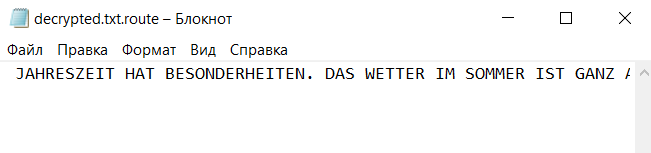 decrypted.txt.route – Блокнот
Файл Правка Формат Вид Справка
JAHRESZEIT HAT BESONDERHEITEN. DAS WETTER IM SOMMER IST GANZ